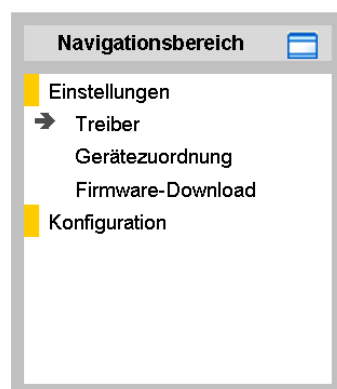 Navigationsbereich
Einstellungen
Treiber
Gerätezuordnung
Firmware-Download
Konfiguration